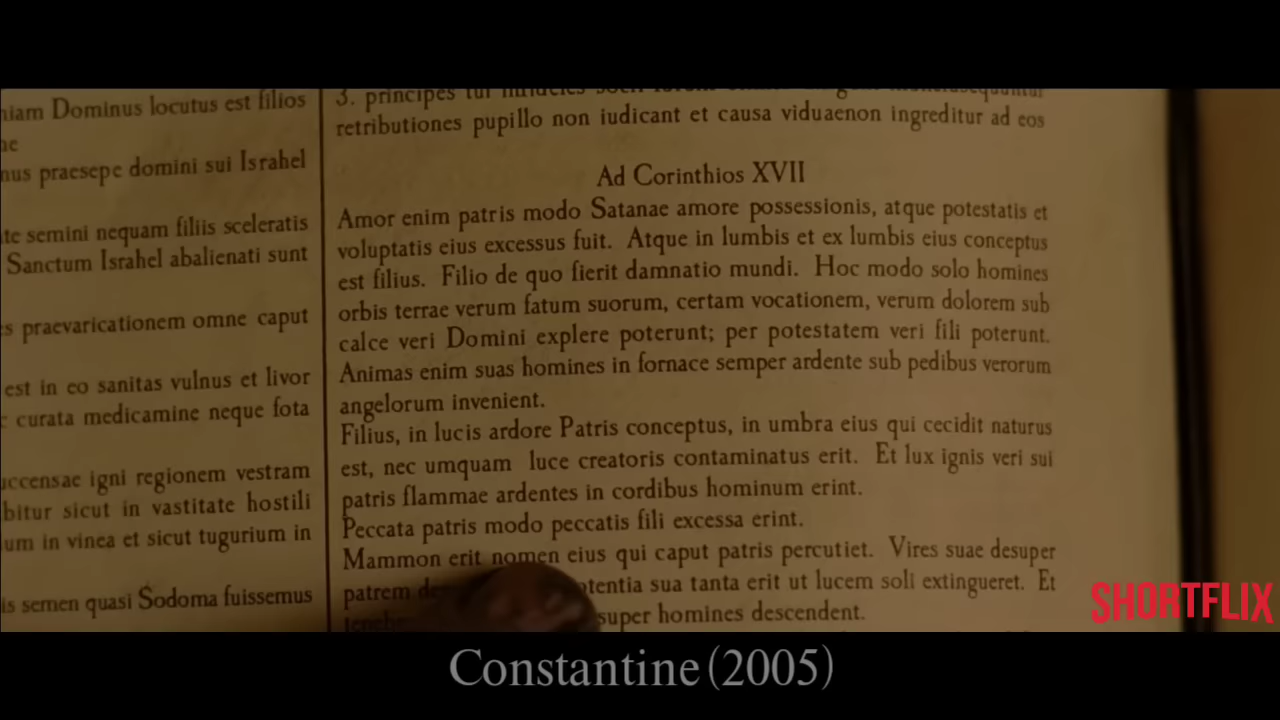 niam Dominus locutus est filios
ae
nus praesepe domini sui Israhel
te semini nequam filiis sceleratis
Sanctum Israhel abalienati sunt
s praevaricationem omne caput
est in eo sanitas vulnus et livor
c curata medicamine neque fota
uccensae igni regionem vestram
bitur sicut in vastitate hostili
um in vinea et sicut tugurium in
is semen quasi Sodoma fuissemus
3. principes tui
retributiones pupillo non iudicant et causa viduaenon ingreditur ad eos
Ad Corinthios XVII
Amor enim patris modo Satanae amore possessionis, atque potestatis et
voluptatis eius excessus fuit. Atque in lumbis et ex lumbis eius conceptus
est filius. Filio de quo fierit damnatio mundi. Hoc modo solo homines
orbis terrae verum fatum suorum, certam vocationem, verum dolorem sub
calce veri Domini explere poterunt; per potestatem veri fili poterunt.
Animas enim suas homines in fornace semper ardente sub pedibus verorum
angelorum invenient.
Filius, in lucis ardore Patris conceptus, in umbra eius qui cecidit naturus
est, nec umquam luce creatoris contaminatus erit. Et lux ignis veri sui
patris flammae ardentes in cordibus hominum erint.
Peccata patris modo peccatis fili excessa erint.
Mammon erit nomen eius qui caput patris percutiet. Vires suae desuper
patrem de otentia sua tanta erit ut lucem soli extingueret. Et
super homines descendent.
SHORTFLIX
Constantine (2005)